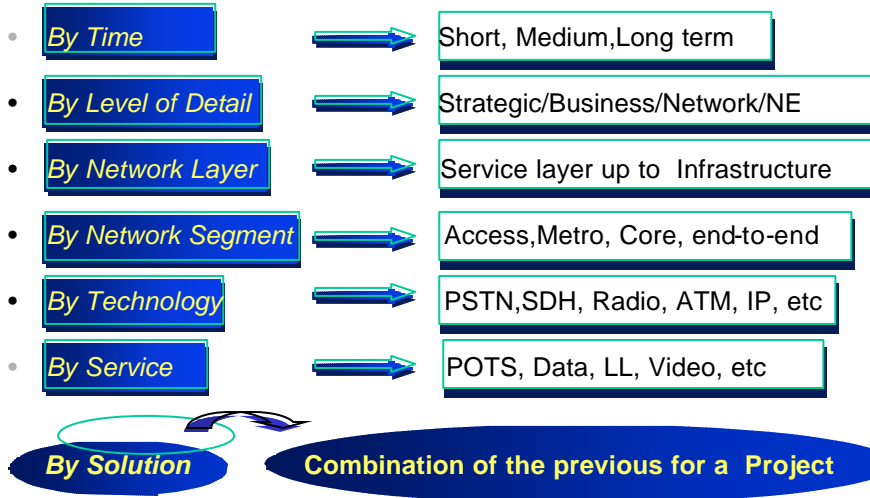 • By Time Short, Medium,Long term
• By Level of Detail Strategic/Business/Network/NE
• By Network Layer Service layer up to Infrastructure
• By Network Segment Access,Metro, Core, end-to-end
• By Technology PSTN,SDH, Radio, ATM, IP, etc
• By Service POTS, Data, LL, Video, etc
By Solution Combination of the previous for a Project